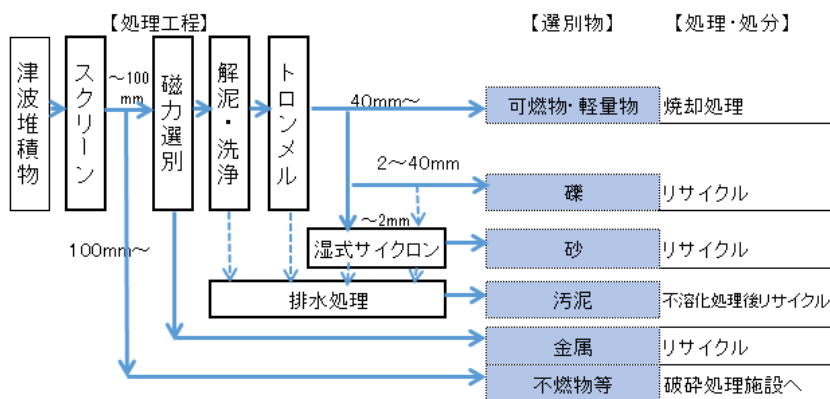 【処理工程】
【選別物】
【処理・処分】
津波堆積物
スクリーン
～100
mm
磁力選別
解泥・洗浄
トロンメル
40mm～
可燃物・軽量物
焼却処理
2～40mm
礫
リサイクル
～2mm
100mm～
湿式サイクロン
砂
リサイクル
排水処理
汚泥
不溶化処理後リサイクル
金属
リサイクル
不燃物等
破砕処理施設へ